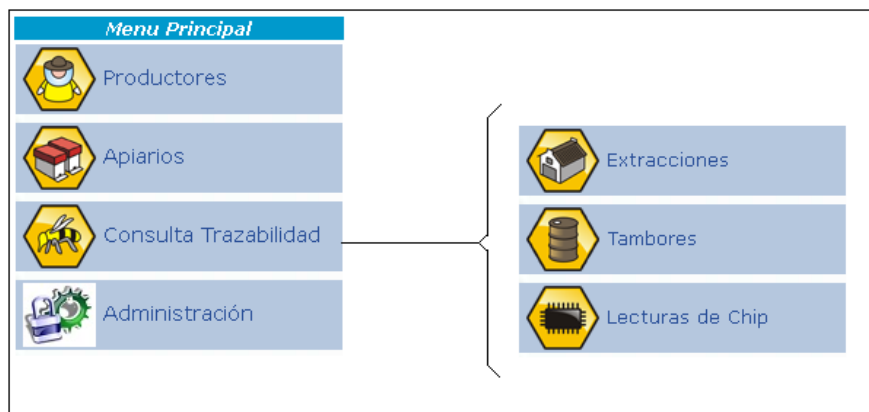 Menu Principal
Productores
Apiarios
Consulta Trazabilidad
Administración
Extracciones
Tambores
Lecturas de Chip